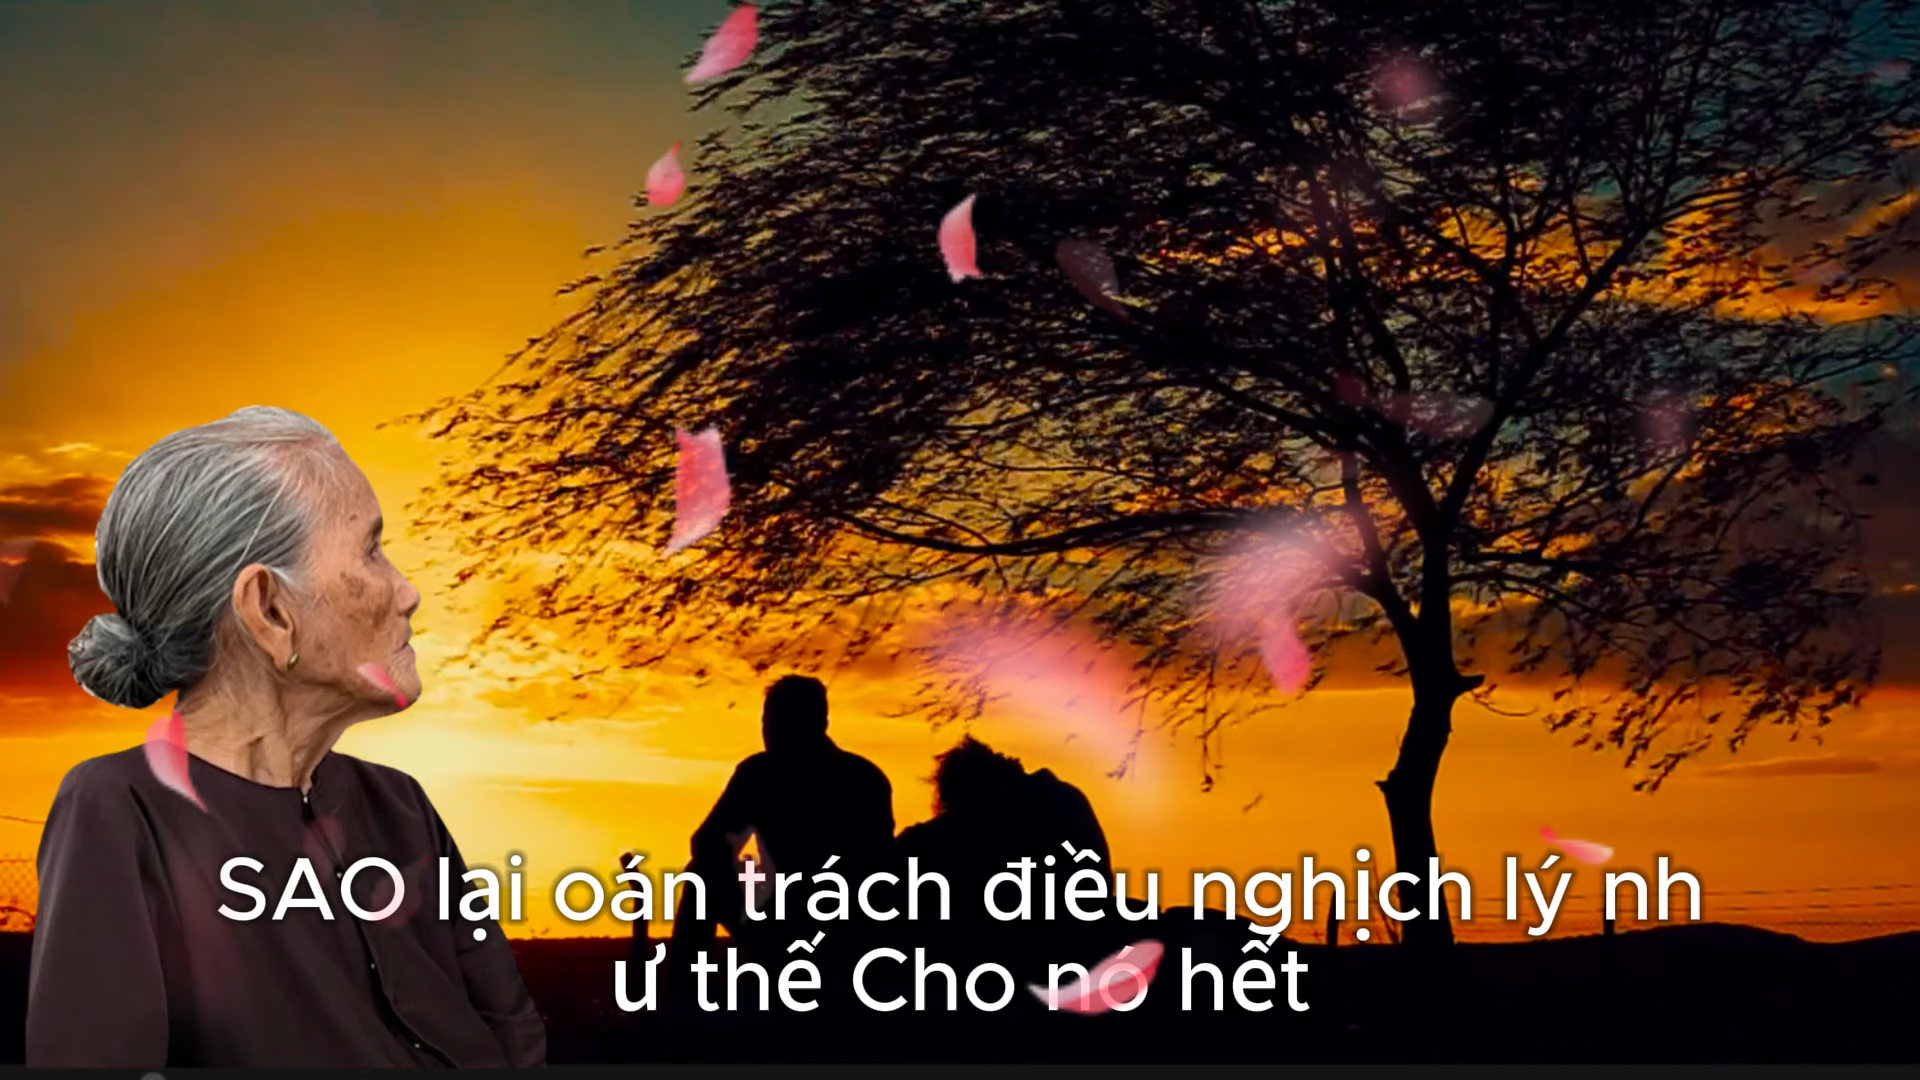 SAO lại oán trách điều nghịch lý nh
ư thế Cho nó hết